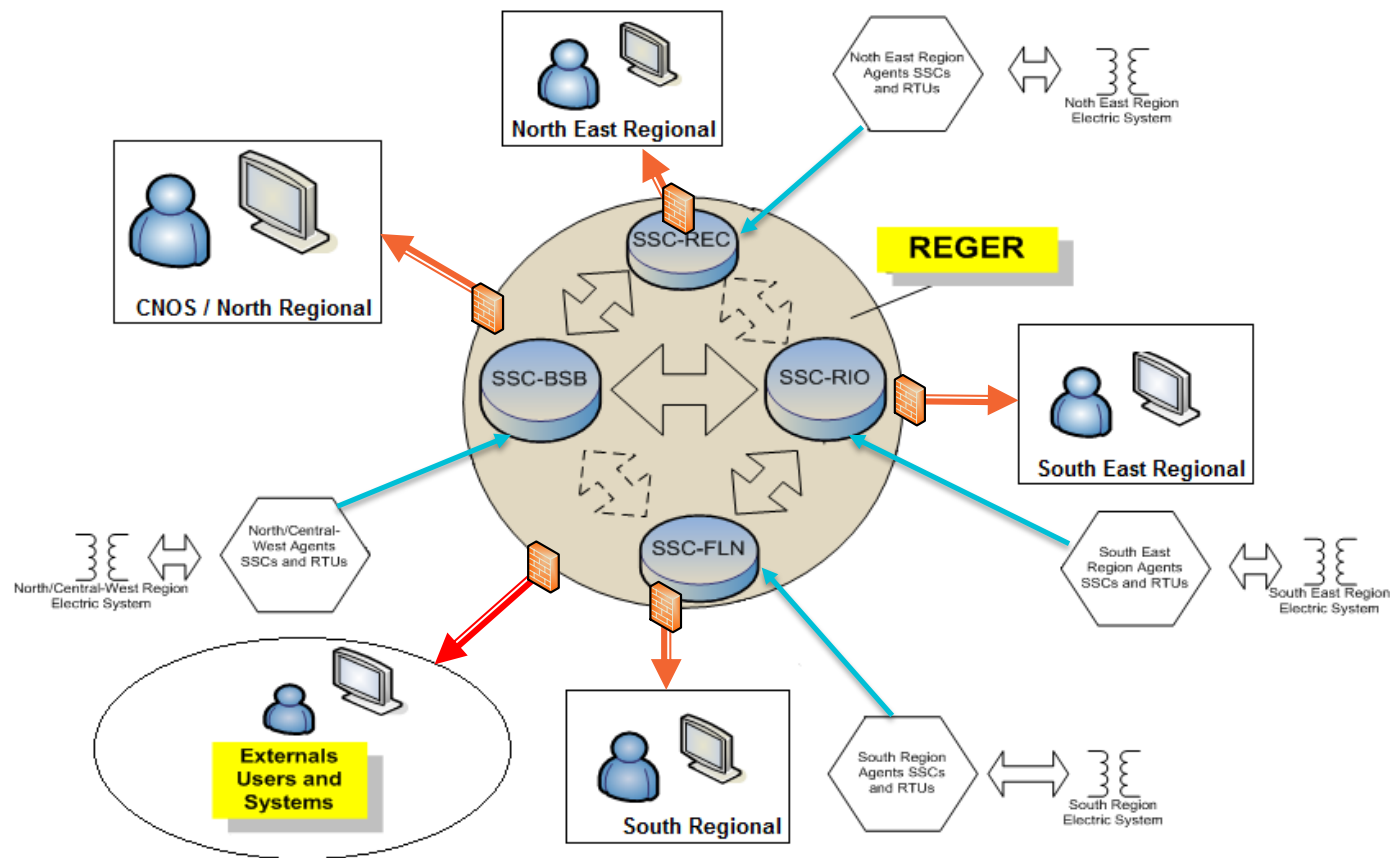 Noth East Region
Agents SSCs
and RTUs
Noth East Region
Electric System
North East Regional
CNOS / North Regional
SSC-REC
REGER
SSC-BSB
SSC-RIO
South East Regional
SSC-FLN
North/Central-
West Agents
SSCs and RTUs
North/Central-West Region
Electric System
South East
Region Agents
SSCs and RTUs
South East Region
Electric System
Externals
Users and
Systems
South Regional
South Region
Agents SSCs
and RTUs
South Region
Electric System